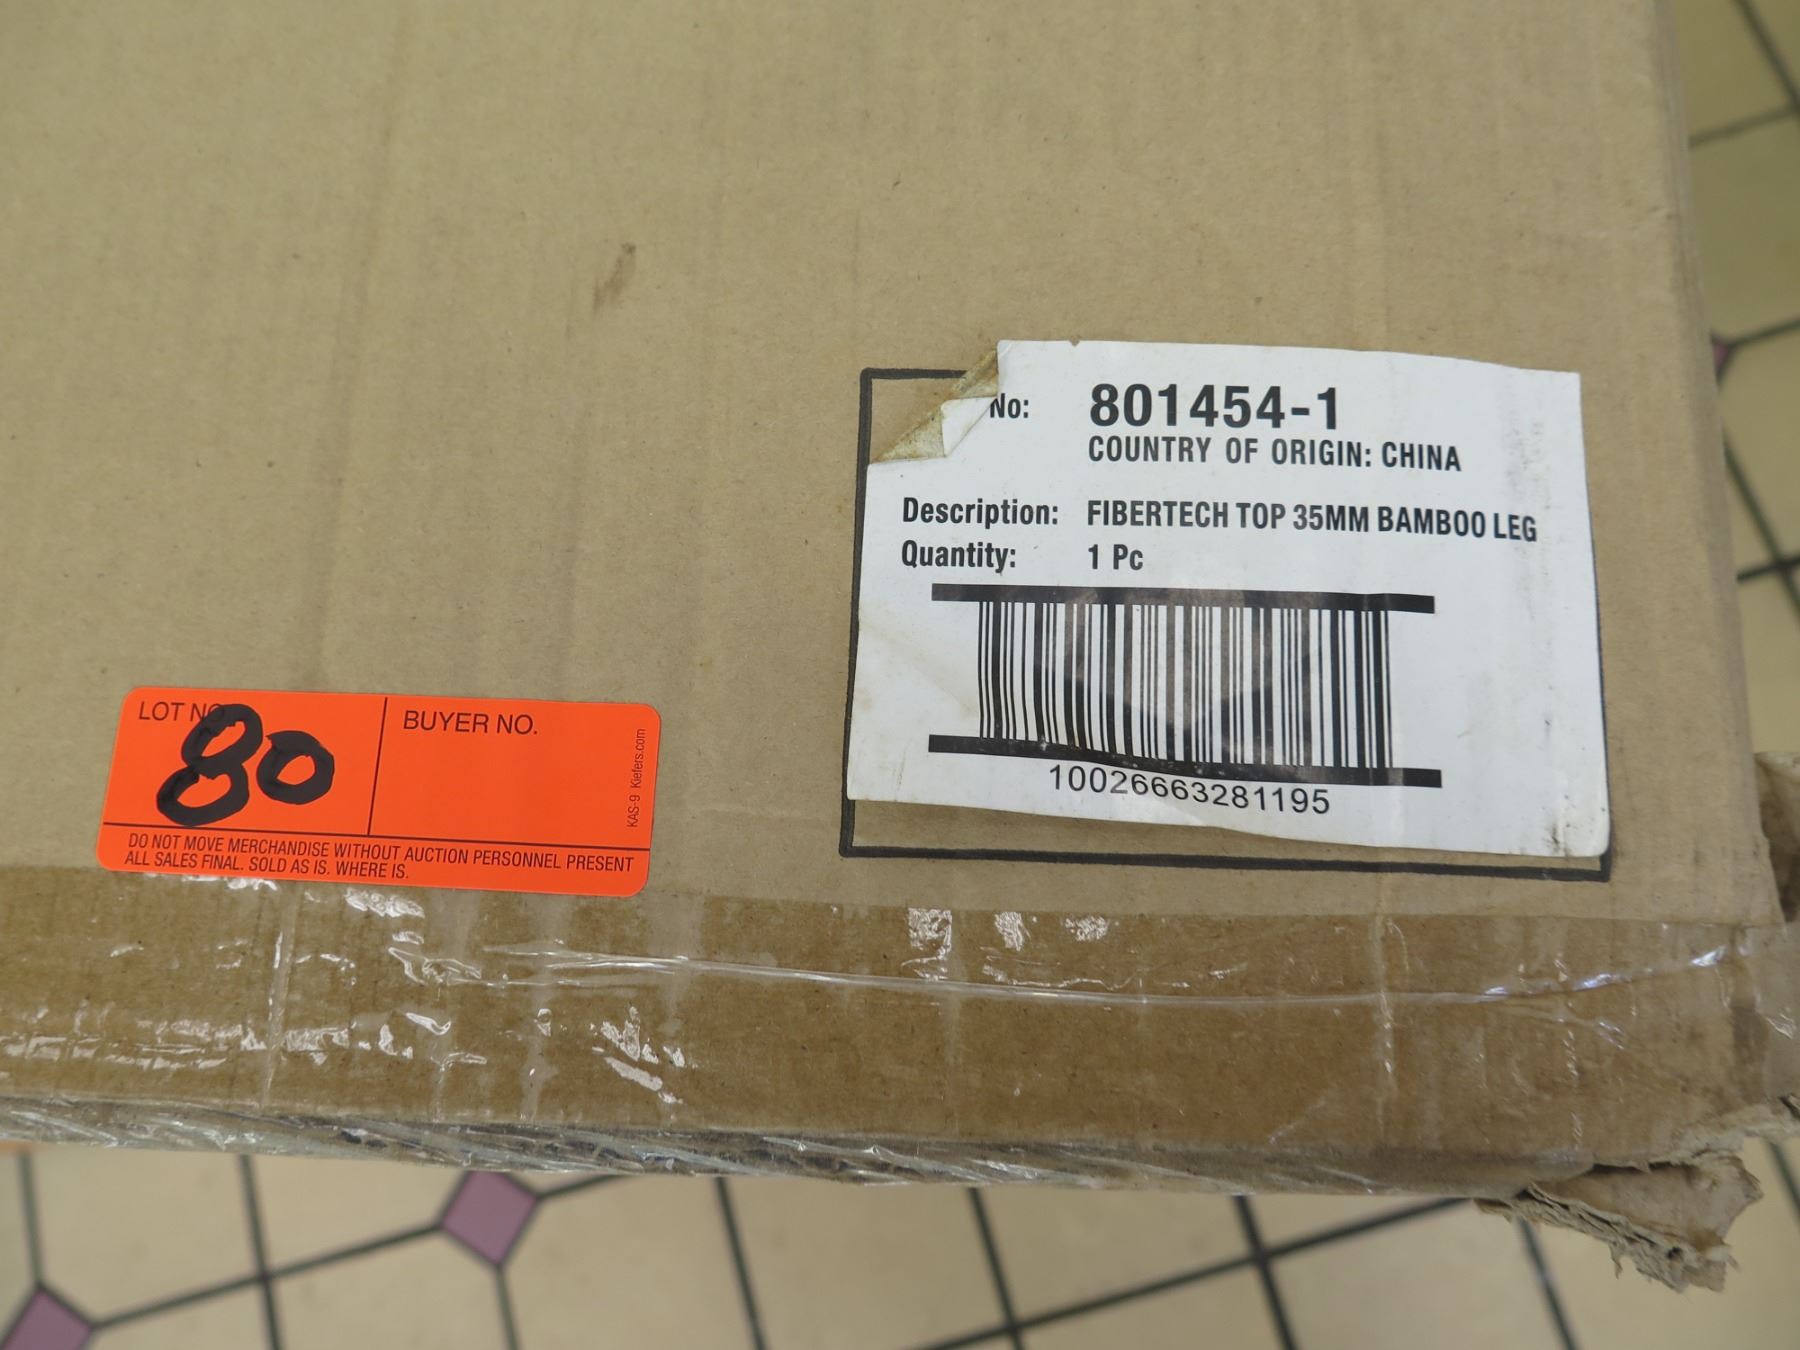 No: 801454-1
COUNTRY OF ORIGIN: CHINA
Description: FIBERTECH TOP 35MM BAMBOO LEG
Quantity: 1 Pc
10026663281195
LOT NO.
80
BUYER NO.
KAS-9 Kiefers.com
DO NOT MOVE MERCHANDISE WITHOUT AUCTION PERSONNEL PRESENT
ALL SALES FINAL. SOLD AS IS. WHERE IS.